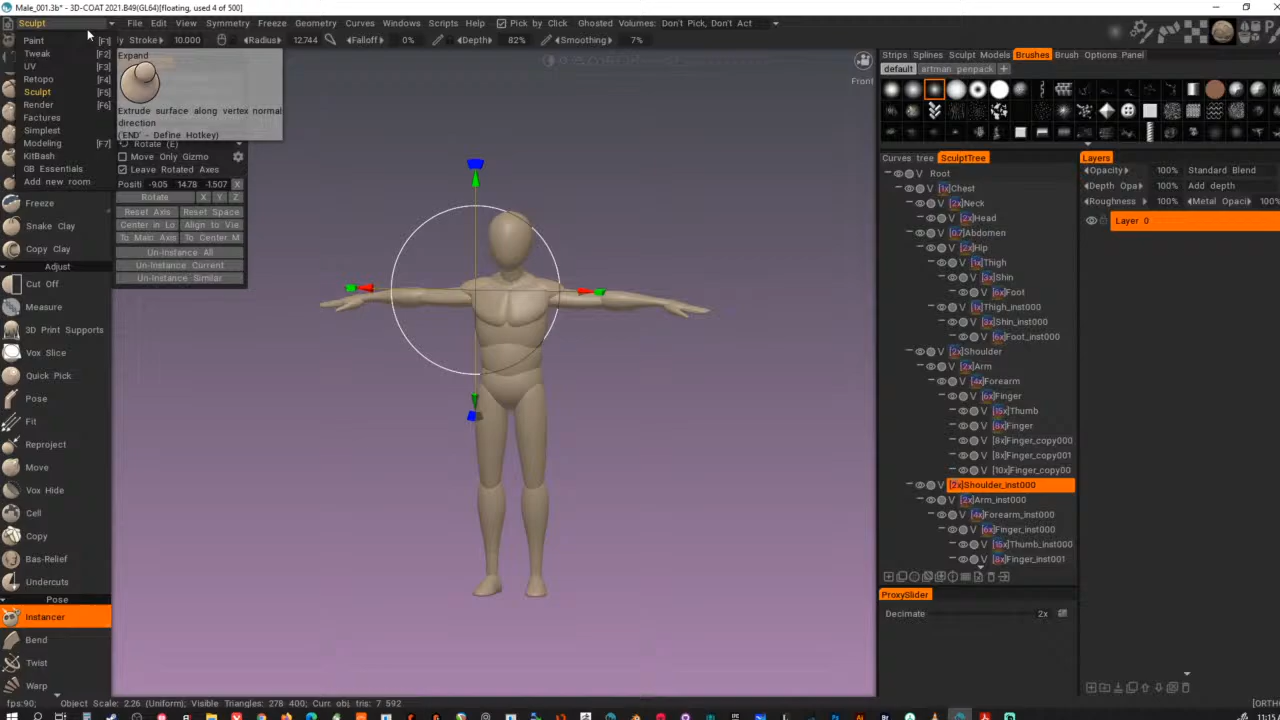 Male_001.3b* - 3D-COAT 2021.B49(GL64)[floating, used 4 of 500]
Sculpt File Edit View Symmetry Freeze Geometry Curves Windows Scripts Help Pick by Click Ghosted Volumes: Don't Pick, Don't Act
Stroke 10.000 Radius 12.744 Falloff 0% Depth 82% Smoothing 7%
Paint [F1]
Tweak [F2]
UV [F3]
Retopo [F4]
Sculpt [F5]
Render [F6]
Factures
Simplest
Modeling [F7]
KitBash
GB Essentials
Add new room
Freeze
Snake Clay
Copy Clay
Adjust
Cut Off
Measure
3D Print Supports
Vox Slice
Quick Pick
Pose
Fit
Reproject
Move
Vox Hide
Cell
Copy
Bas-Relief
Undercuts
Pose
Instancer
Bend
Twist
Warp
Expand
Extrude surface along vertex normal
direction
('END' - Define Hotkey)
Rotate (E)
Move Only Gizmo
Leave Rotated Axes
Positi -9.05 14.78 -1.507 X
Rotate X Y Z
Reset Axis Reset Space
Center in Lo Align to Vie
To Main Axi To Center M
Un-Instance All
Un-Instance Current
Un-Instance Similar
Front
Strips Splines Sculpt Models Brushes Brush Options Panel
default artman penpack +
Curves tree SculptTree
Root
[1x]Chest
[2x]Neck
[2x]Head
[0.7]Abdomen
[2x]Hip
[1x]Thigh
[3x]Shin
[6x]Foot
[1x]Thigh_inst000
[3x]Shin_inst000
[6x]Foot_inst000
[2x]Shoulder
[2x]Arm
[4x]Forearm
[6x]Finger
[15x]Thumb
[8x]Finger
[8x]Finger_copy000
[8x]Finger_copy001
[10x]Finger_copy00
[2x]Shoulder_inst000
[2x]Arm_inst000
[4x]Forearm_inst000
[6x]Finger_inst000
[15x]Thumb_inst000
[8x]Finger_inst001
ProxySlider
Decimate 2x
Layers
Opacity 100% Standard Blend
Depth Opa 100% Add depth
Roughness 100% Metal Opaci 100%
Layer 0
fps:90; Object Scale: 2.26 (Uniform), Visible Triangles: 278 400; Curr. obj. tris: 7 592
[ORTHO